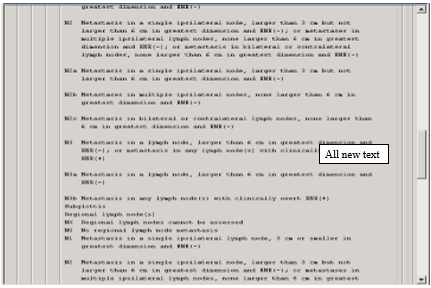 greatest dimension and ENE(-)
N2 Metastasis in a single ipsilateral node, larger than 3 cm but not
larger than 6 cm in greatest dimension and ENE(-); or metastases in
multiple ipsilateral lymph nodes, none larger than 6 cm in greatest
dimension and ENE(-); or metastasis in bilateral or contralateral
lymph nodes, none larger than 6 cm in greatest dimension and ENE(-)
N2a Metastasis in a single ipsilateral node, larger than 3 cm but not
larger than 6 cm in greatest dimension and ENE(-)
N2b Metastases in multiple ipsilateral nodes, none larger than 6 cm in
greatest dimension and ENE(-)
N2c Metastasis in bilateral or contralateral lymph nodes, none larger than
6 cm in greatest dimension and ENE(-)
N3 Metastasis in a lymph node, larger than 6 cm in greatest dimension and
ENE(-); or metastasis in any lymph node(s) with clinically
ENE(+)
All new text
N3a Metastasis in a lymph node, larger than 6 cm in greatest dimension and
ENE(-)
N3b Metastasis in any lymph node(s) with clinically overt ENE(+)
Subglottis
Regional lymph node(s)
NX Regional lymph nodes cannot be assessed
N0 No regional lymph node metastasis
N1 Metastasis in a single ipsilateral lymph node, 3 cm or smaller in
greatest dimension and ENE(-)
N2 Metastasis in a single ipsilateral node, larger than 3 cm but not
larger than 6 cm in greatest dimension and ENE(-); or metastases in
multiple ipsilateral lymph nodes, none larger than 6 cm in greatest